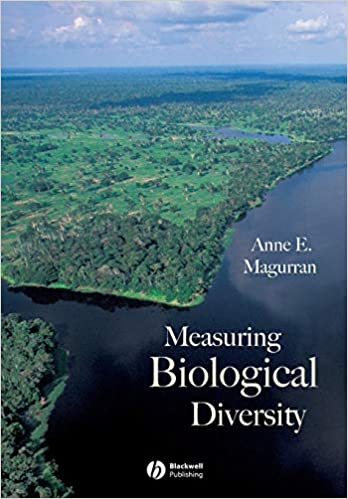 Anne E.
Magurran
Measuring
Biological
Diversity
Blackwell
Publishing